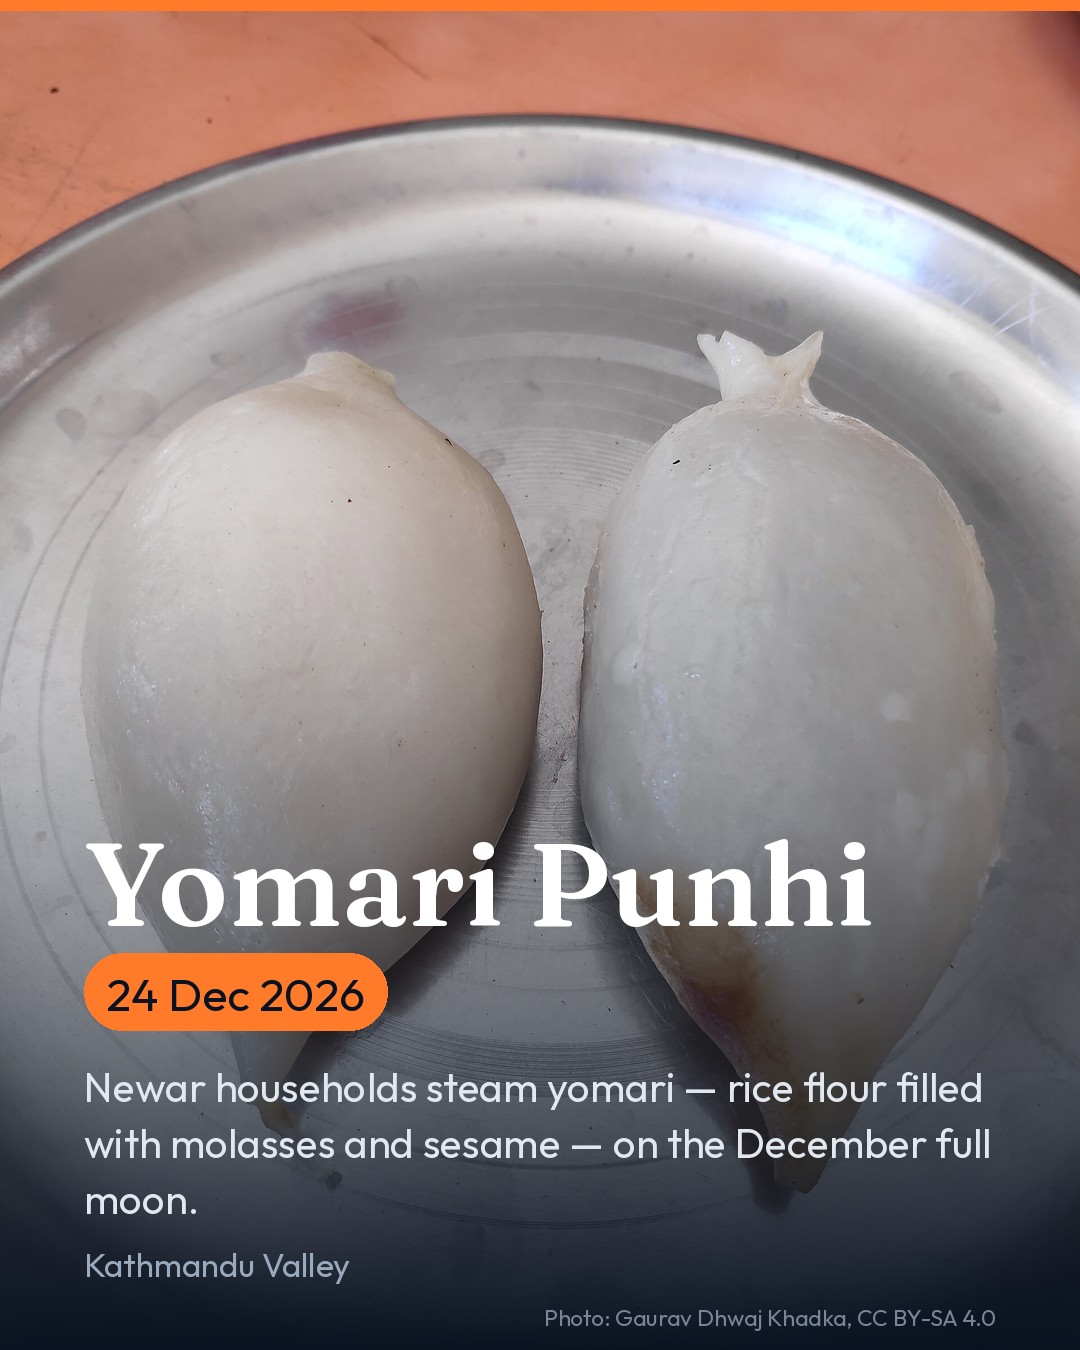 Yomari Punhi
24 Dec 2026
Newar households steam yomari — rice flour filled
with molasses and sesame — on the December full
moon.
Kathmandu Valley
Photo: Gaurav Dhwaj Khadka, CC BY-SA 4.0